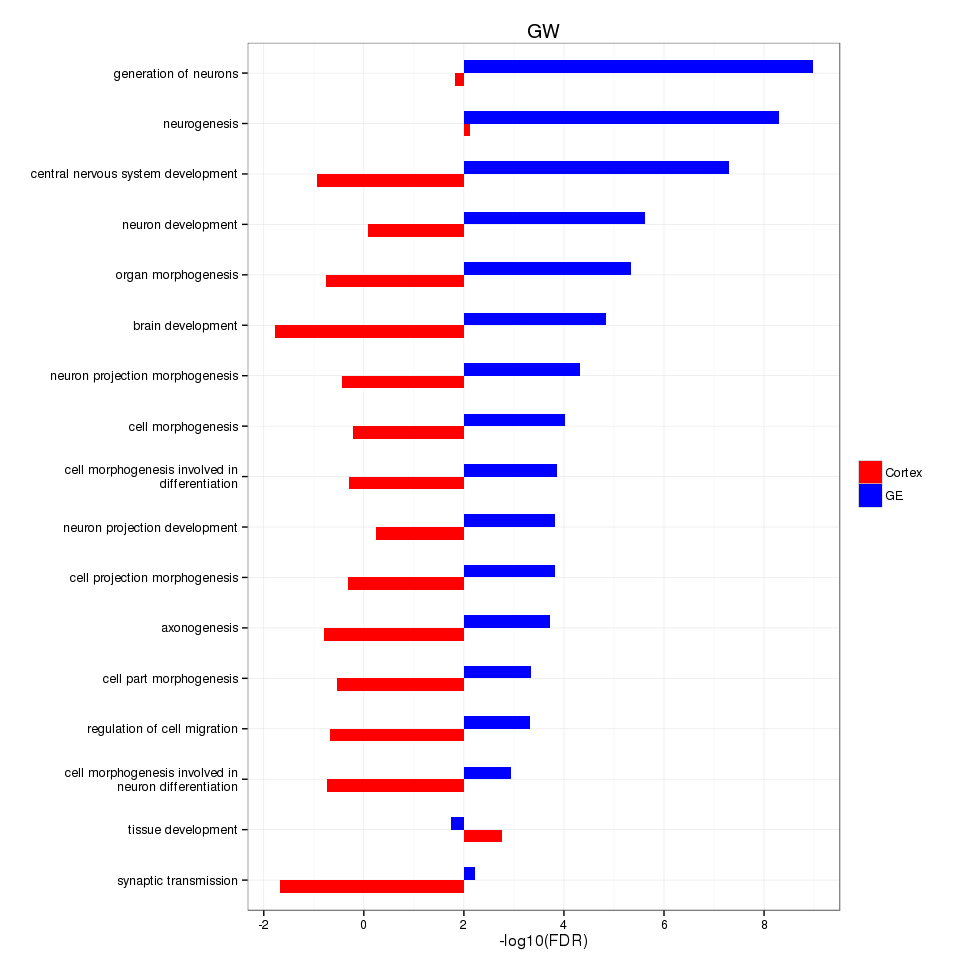 GW
generation of neurons
neurogenesis
central nervous system development
neuron development
organ morphogenesis
brain development
neuron projection morphogenesis
cell morphogenesis
cell morphogenesis involved in
differentiation
neuron projection development
cell projection morphogenesis
axonogenesis
cell part morphogenesis
regulation of cell migration
cell morphogenesis involved in
neuron differentiation
tissue development
synaptic transmission
-2 0 2 4 6 8
-log10(FDR)
Cortex
GE